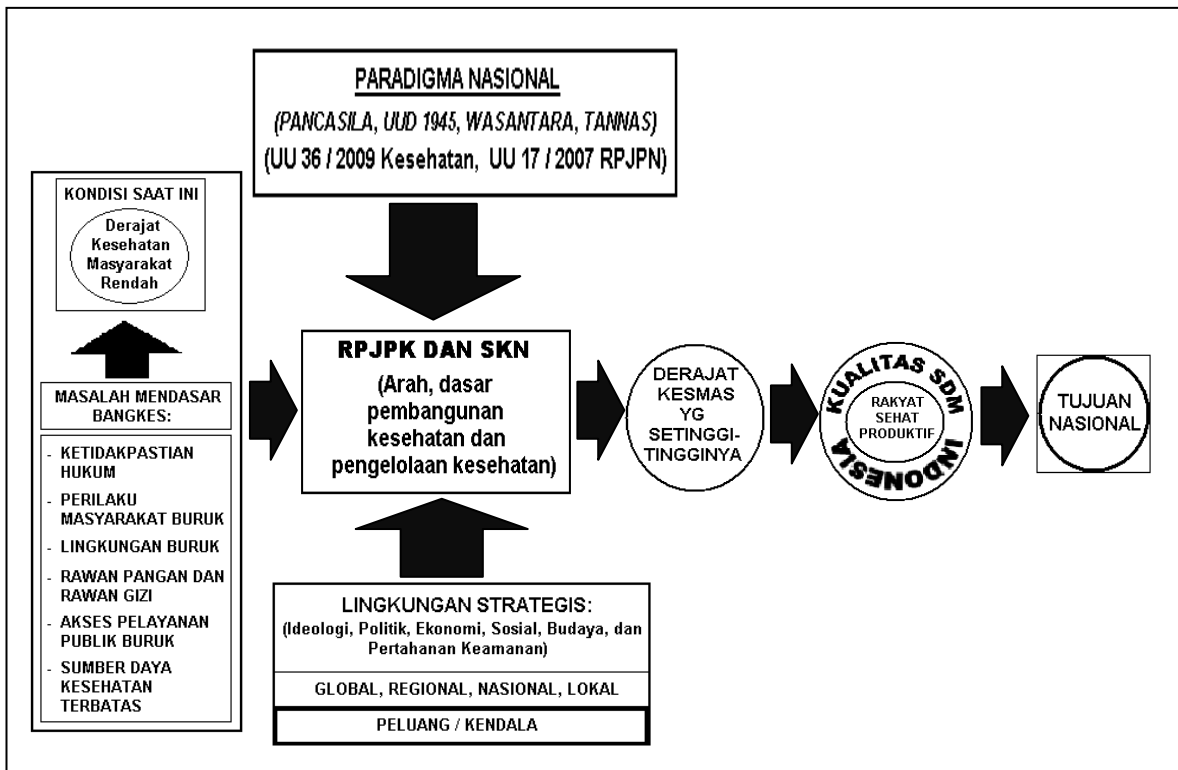 PARADIGMA NASIONAL
(PANCASILA, UUD 1945, WASANTARA, TANNAS)
(UU 36 / 2009 Kesehatan, UU 17 / 2007 RPJPN)
KONDISI SAAT INI
Derajat
Kesehatan
Masyarakat
Rendah
MASALAH MENDASAR
BANGKES:
- KETIDAKPASTIAN
HUKUM
- PERILAKU
MASYARAKAT BURUK
- LINGKUNGAN BURUK
- RAWAN PANGAN DAN
RAWAN GIZI
- AKSES PELAYANAN
PUBLIK BURUK
- SUMBER DAYA
KESEHATAN
TERBATAS
RPJPK DAN SKN
(Arah, dasar
pembangunan
kesehatan dan
pengelolaan kesehatan)
DERAJAT
KESMAS
YG
SETINGGI-
TINGGINYA
KUALITAS SDM
INDONESIA
RAKYAT
SEHAT
PRODUKTIF
TUJUAN
NASIONAL
LINGKUNGAN STRATEGIS:
(Ideologi, Politik, Ekonomi, Sosial, Budaya, dan
Pertahanan Keamanan)
GLOBAL, REGIONAL, NASIONAL, LOKAL
PELUANG / KENDALA